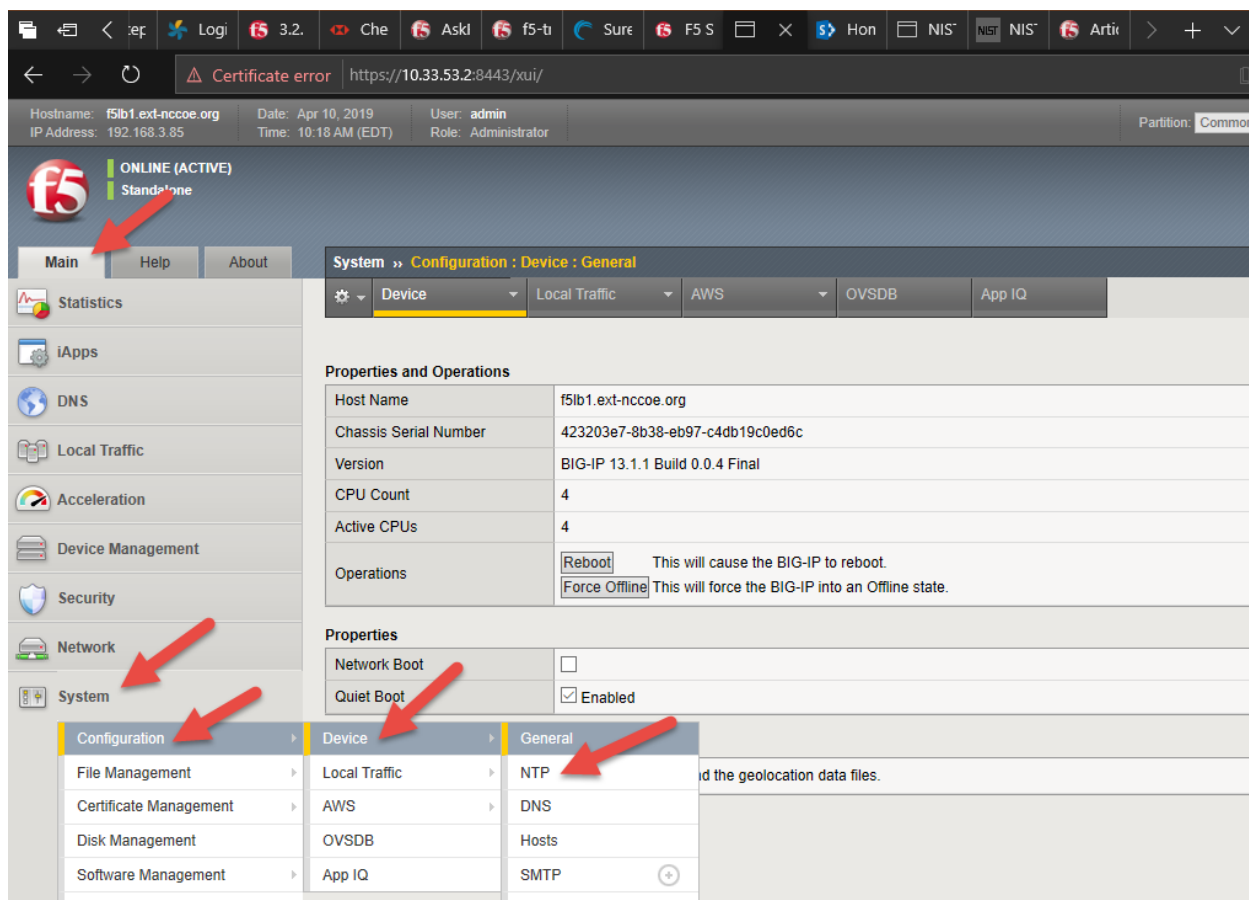 Logi
3.2.
Che
Askl
f5-tı
Sure
F5 S
Hon
NIS
NIST
NIS
Artic
Certificate error
https://10.33.53.2:8443/xui/
Hostname: f5lb1.ext-nccoe.org
Date: Apr 10, 2019
User: admin
IP Address: 192.168.3.85
Time: 10:18 AM (EDT)
Role: Administrator
Partition: Common
f5
ONLINE (ACTIVE)
Standalone
Main
Help
About
System ›› Configuration : Device : General
Device
Local Traffic
AWS
OVSDB
App IQ
Statistics
iApps
DNS
Local Traffic
Acceleration
Device Management
Security
Network
System
Properties and Operations
Host Name f5lb1.ext-nccoe.org
Chassis Serial Number 423203e7-8b38-eb97-c4db19c0ed6c
Version BIG-IP 13.1.1 Build 0.0.4 Final
CPU Count 4
Active CPUs 4
Operations
Reboot This will cause the BIG-IP to reboot.
Force Offline This will force the BIG-IP into an Offline state.
Properties
Network Boot
Quiet Boot Enabled
Configuration
File Management
Certificate Management
Disk Management
Software Management
Device
Local Traffic
AWS
OVSDB
App IQ
General
NTP
DNS
Hosts
SMTP
the geolocation data files.